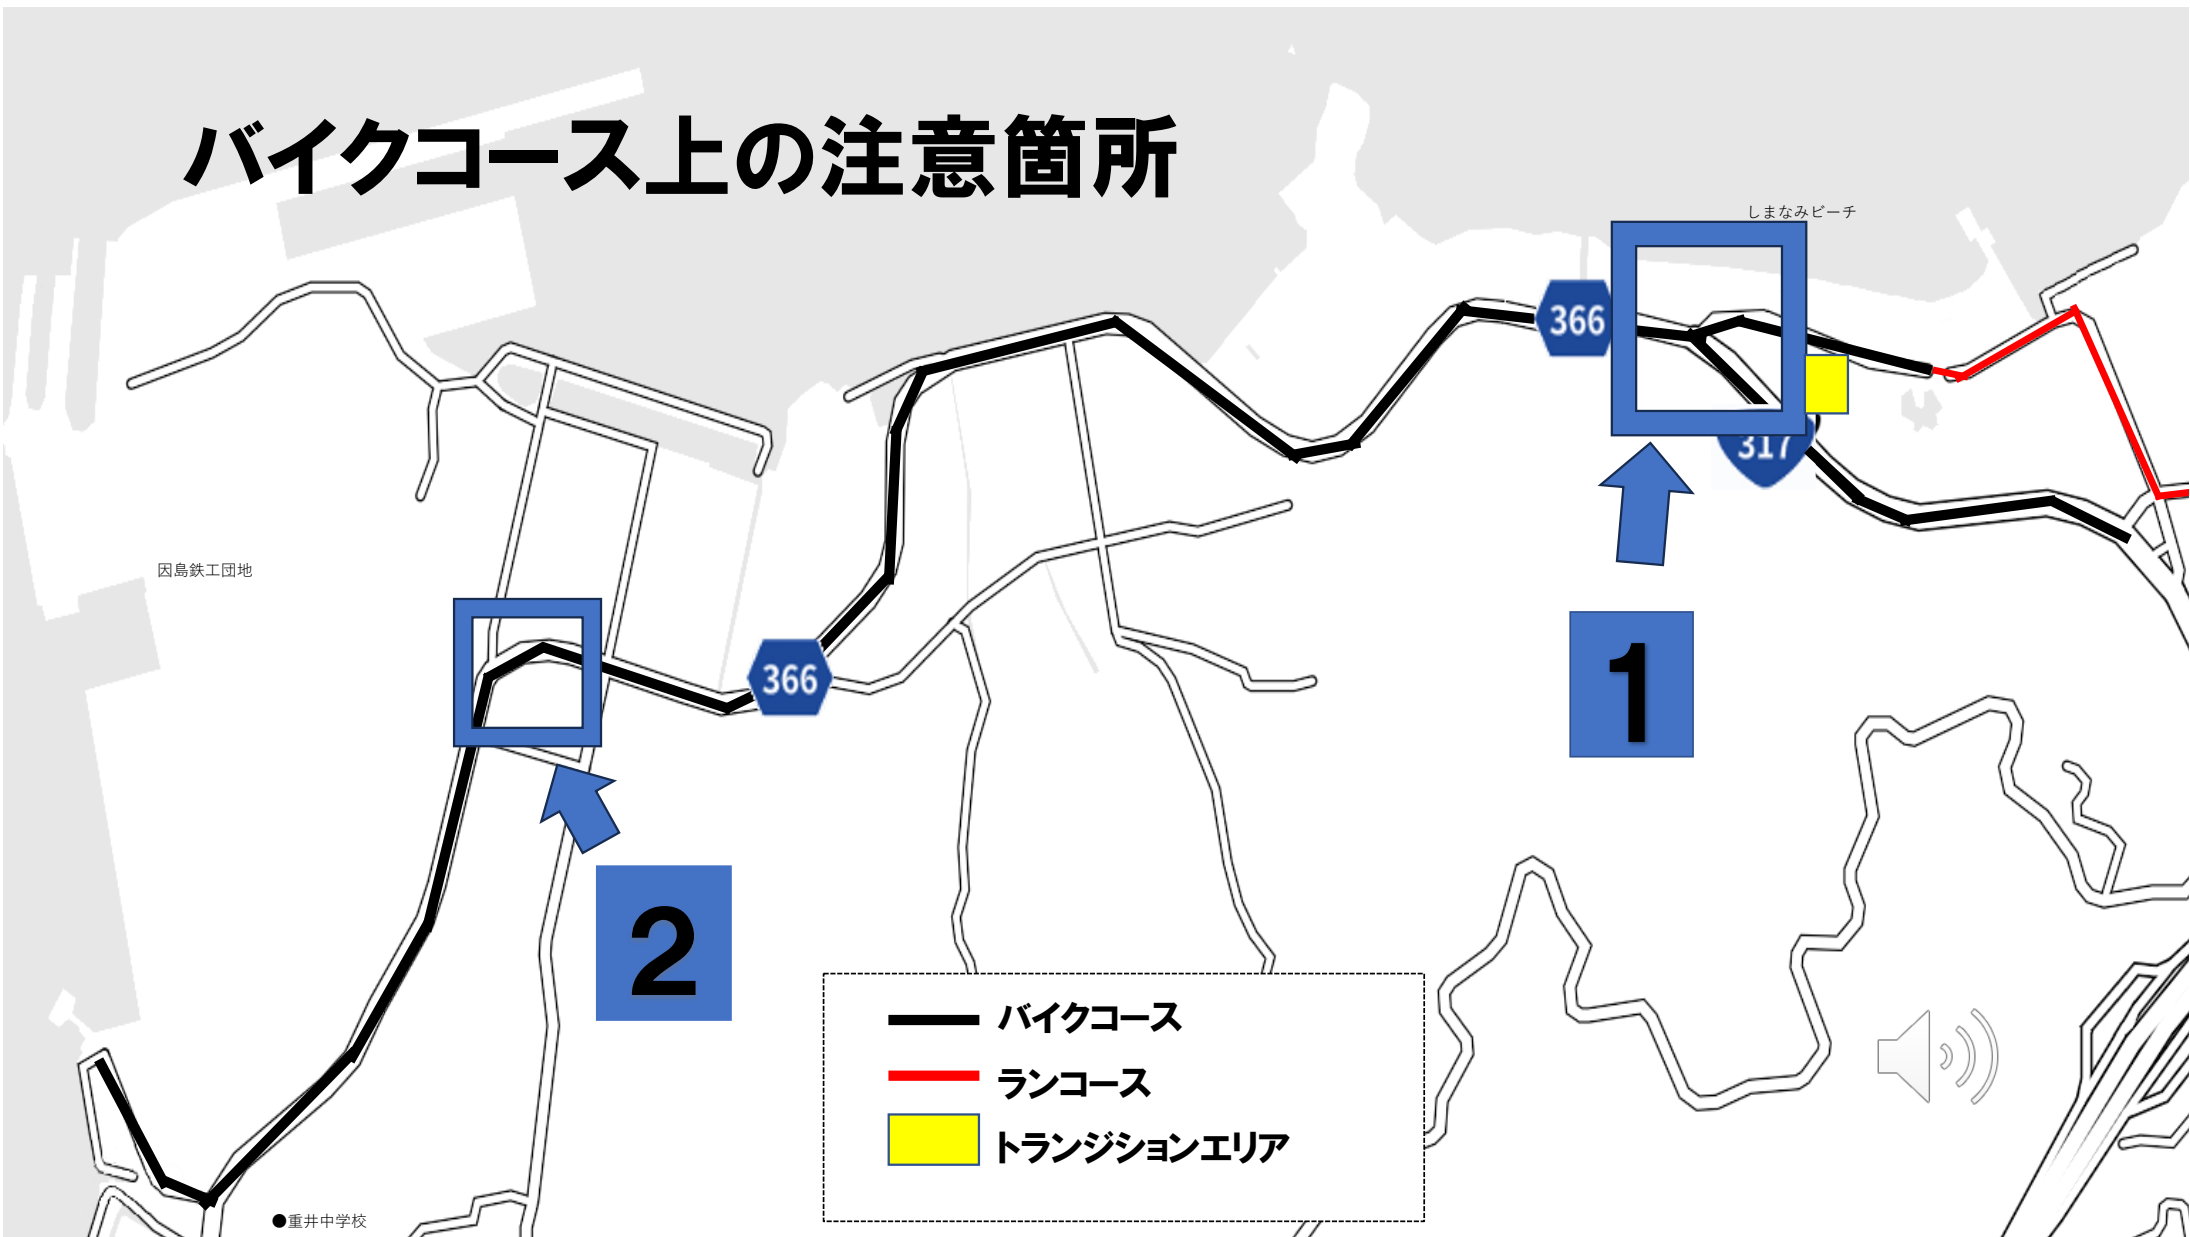 バイクコース上の注意箇所
しまなみビーチ
366
317
因島鉄工団地
1
366
2
バイクコース
ランコース
トランジションエリア
●重井中学校